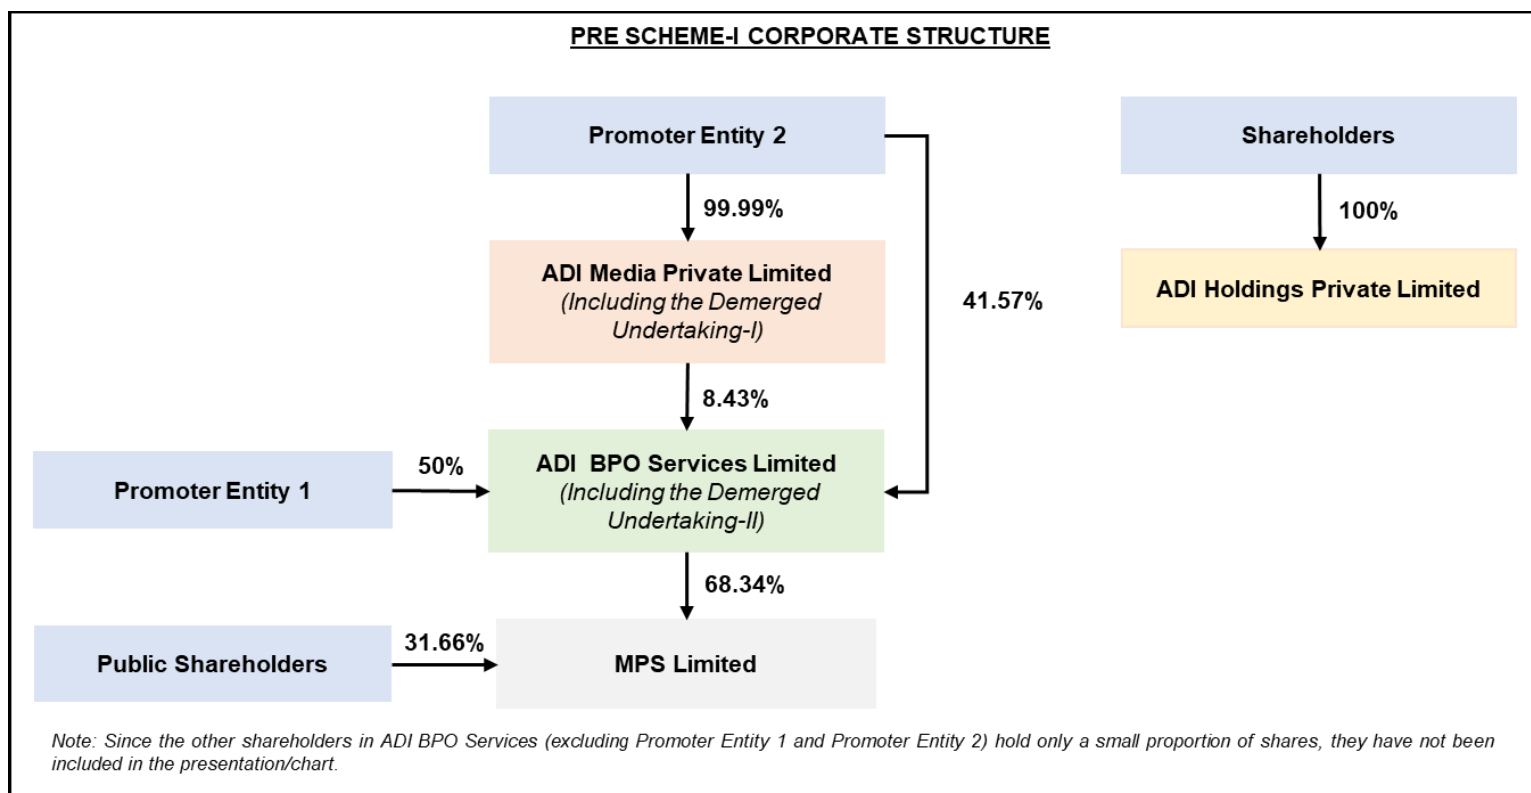 PRE SCHEME-I CORPORATE STRUCTURE
Promoter Entity 2
Shareholders
99.99%
100%
ADI Media Private Limited
(Including the Demerged
Undertaking-I)
41.57%
ADI Holdings Private Limited
8.43%
Promoter Entity 1
50%
ADI BPO Services Limited
(Including the Demerged
Undertaking-II)
68.34%
Public Shareholders
31.66%
MPS Limited
Note: Since the other shareholders in ADI BPO Services (excluding Promoter Entity 1 and Promoter Entity 2) hold only a small proportion of shares, they have not been
included in the presentation/chart.